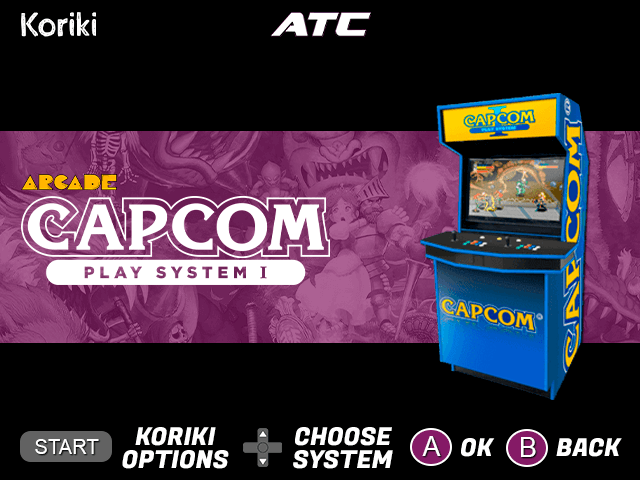 Koriki
ATC
ARCADE
CAPCOM
PLAY SYSTEM I
CAPCOM
PLAY SYSTEM
CAPCOM
CAPCOM
START
KORIKI
OPTIONS
CHOOSE
SYSTEM
A
OK
B
BACK